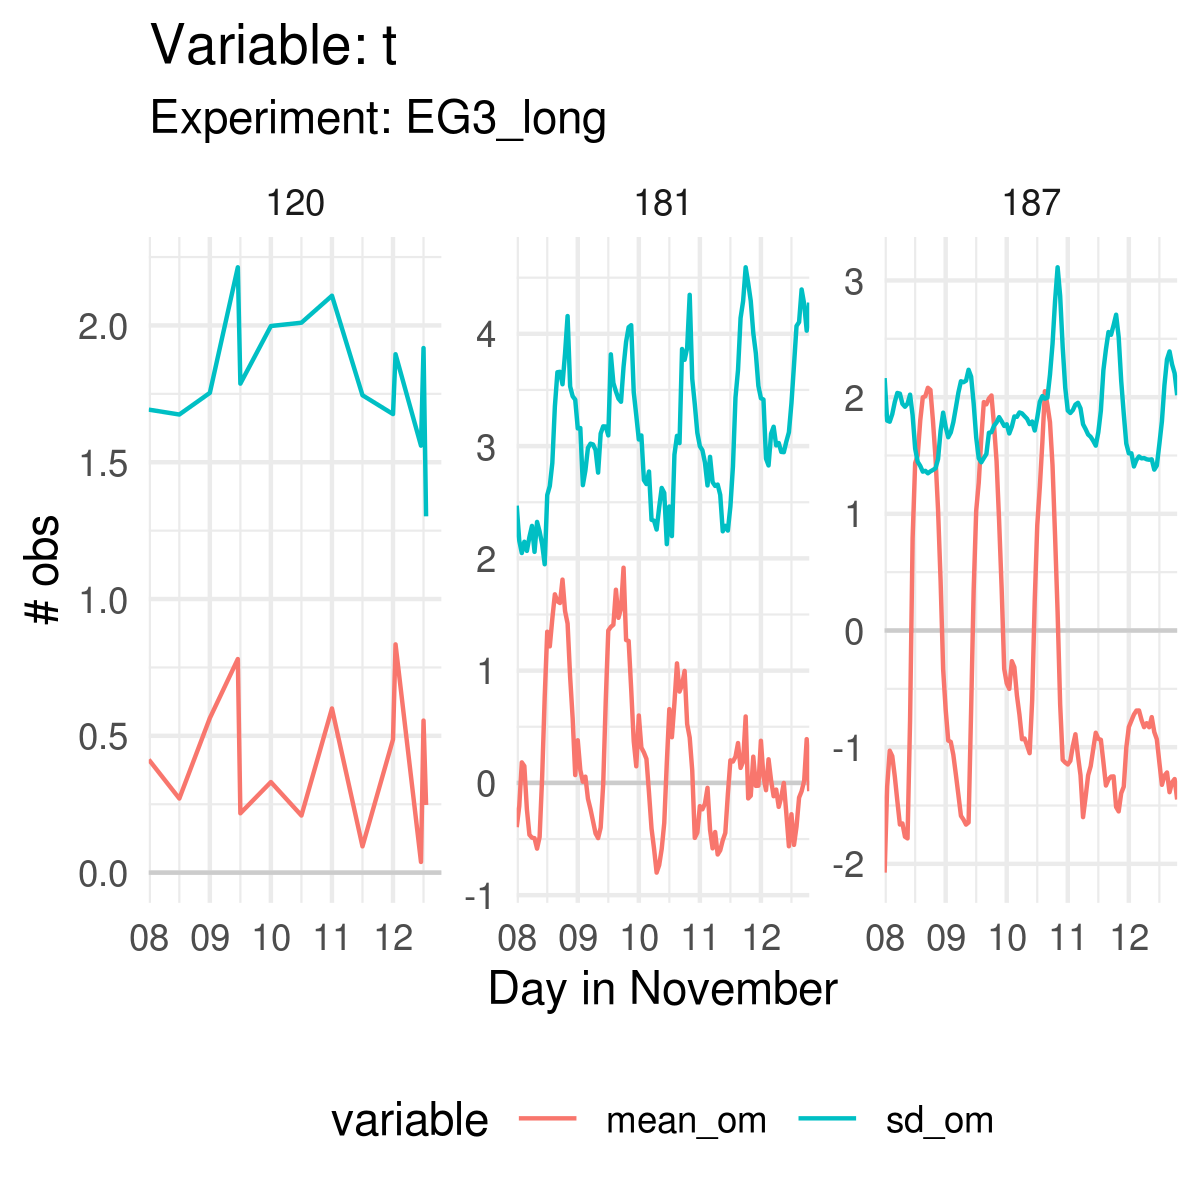 Variable: t
Experiment: EG3_long
120 181 187
2.0
1.5
1.0
0.5
0.0
4
3
2
1
0
-1
3
2
1
0
-1
-2
# obs
08 09 10 11 12 08 09 10 11 12 08 09 10 11 12
Day in November
variable mean_om sd_om